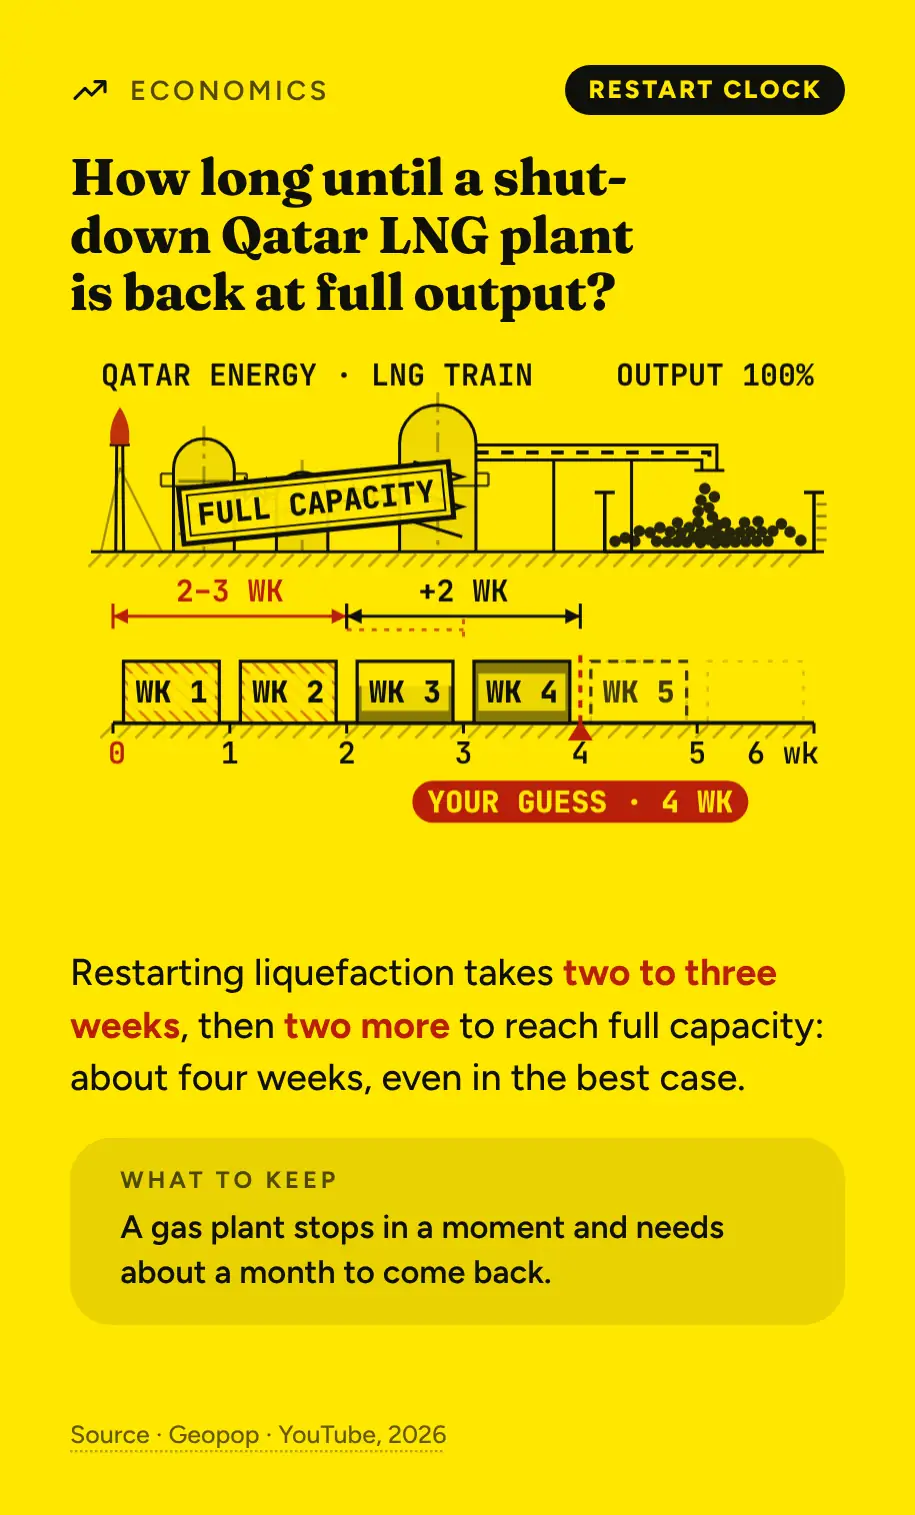 ECONOMICS
RESTART CLOCK
How long until a shut-
down Qatar LNG plant
is back at full output?
QATAR ENERGY · LNG TRAIN
OUTPUT 100%
FULL CAPACITY
2–3 WK
+2 WK
WK 1
WK 2
WK 3
WK 4
WK 5
0 1 2 3 4 5 6 wk
YOUR GUESS · 4 WK
Restarting liquefaction takes two to three
weeks, then two more to reach full capacity:
about four weeks, even in the best case.
WHAT TO KEEP
A gas plant stops in a moment and needs
about a month to come back.
Source · Geopop · YouTube, 2026